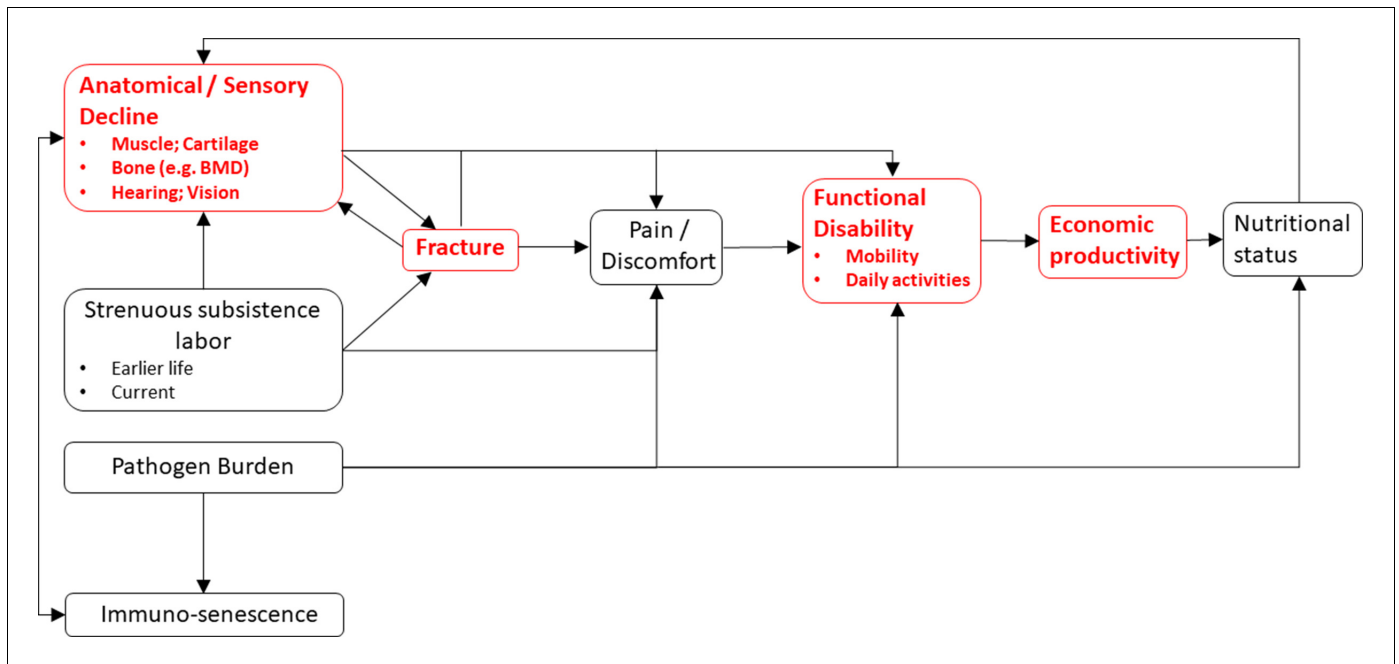 Anatomical / Sensory
Decline
• Muscle; Cartilage
• Bone (e.g. BMD)
• Hearing; Vision
Fracture
Pain /
Discomfort
Functional
Disability
• Mobility
• Daily activities
Economic
productivity
Nutritional
status
Strenuous subsistence
labor
• Earlier life
• Current
Pathogen Burden
Immuno-senescence